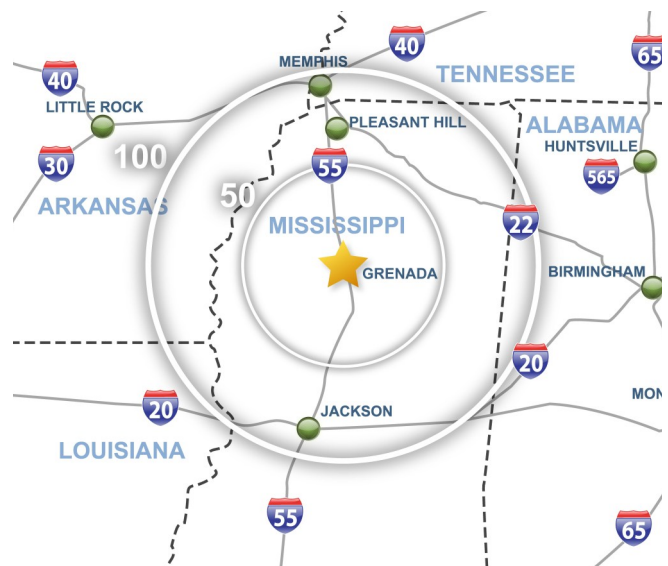 MEMPHIS
40
65
40
TENNESSEE
LITTLE ROCK
PLEASANT HILL
ALABAMA
HUNTSVILLE
100
30
55
565
50
ARKANSAS
MISSISSIPPI
22
GRENADA
BIRMINGHAM
20
MON
20
JACKSON
LOUISIANA
55
65